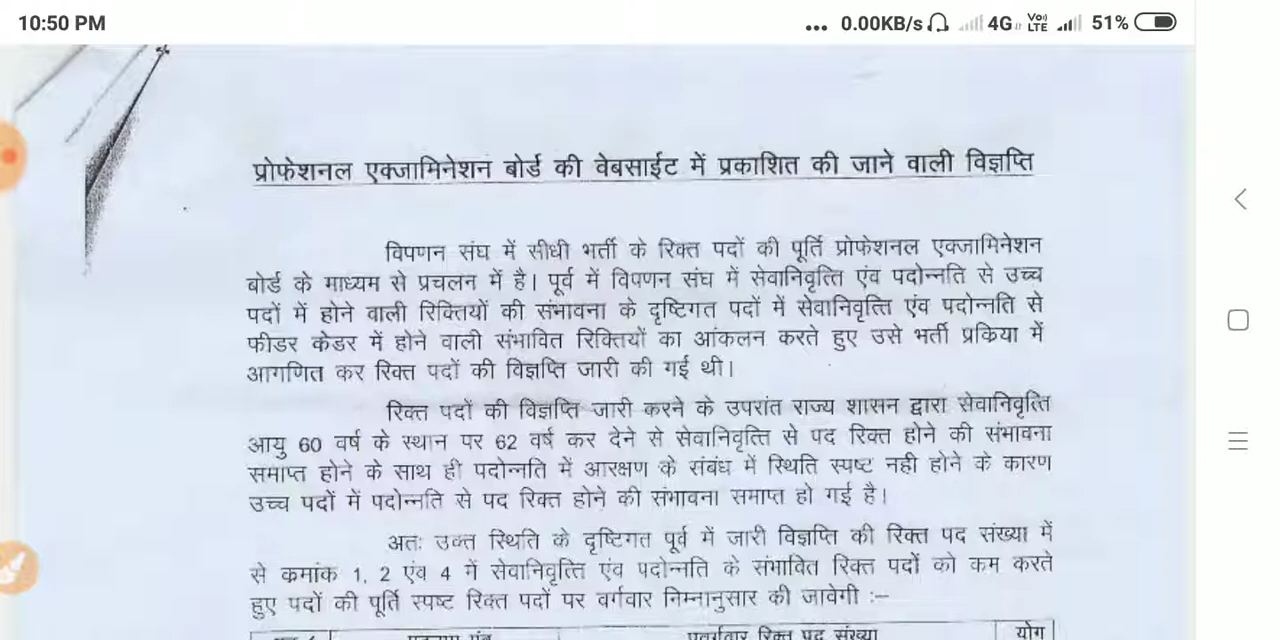 10:50 PM
... 0.00KB/s 4G Vo) LTE 51%
प्रोफेशनल एक्जामिनेशन बोर्ड की वेबसाईट में प्रकाशित की जाने वाली विज्ञप्ति
विपणन संघ में सीधी भर्ती के रिक्त पदों की पूर्ति प्रोफेशनल एक्जामिनेशन
बोर्ड के माध्यम से प्रचलन में है। पूर्व में विपणन संघ में सेवानिवृत्ति एंव पदोन्नति से उच्च
पदों में होने वाली रिक्तियों की संभावना के दृष्टिगत पदों में सेवानिवृत्ति एंव पदोन्नति से
फीडर केडर में होने वाली संभावित रिक्तियों का आंकलन करते हुए उसे भर्ती प्रकिया में
आगणित कर रिक्त पदों की विज्ञप्ति जारी की गई थी।
रिक्त पदों की विज्ञप्ति जारी करने के उपरांत राज्य शासन द्वारा सेवानिवृत्ति
आयु 60 वर्ष के स्थान पर 62 वर्ष कर देने से सेवानिवृत्ति से पद रिक्त होने की संभावना
समाप्त होने के साथ ही पदोन्नति में आरक्षण के संबंध में स्थिति स्पष्ट नही होने के कारण
उच्च पदों में पदोन्नति से पद रिक्त होने की संभावना समाप्त हो गई है।
अतः उक्त स्थिति के दृष्टिगत पूर्व में जारी विज्ञप्ति की रिक्त पद संख्या में
से कमांक 1, 2 एंव 4 में सेवानिवृत्ति एंव पदोन्नति के संभावित रिक्त पदों को कम करते
हुए पदों की पूर्ति स्पष्ट रिक्त पदों पर वर्गवार निम्नानुसार की जावेगी :–
रिक्त पद संख्या योग